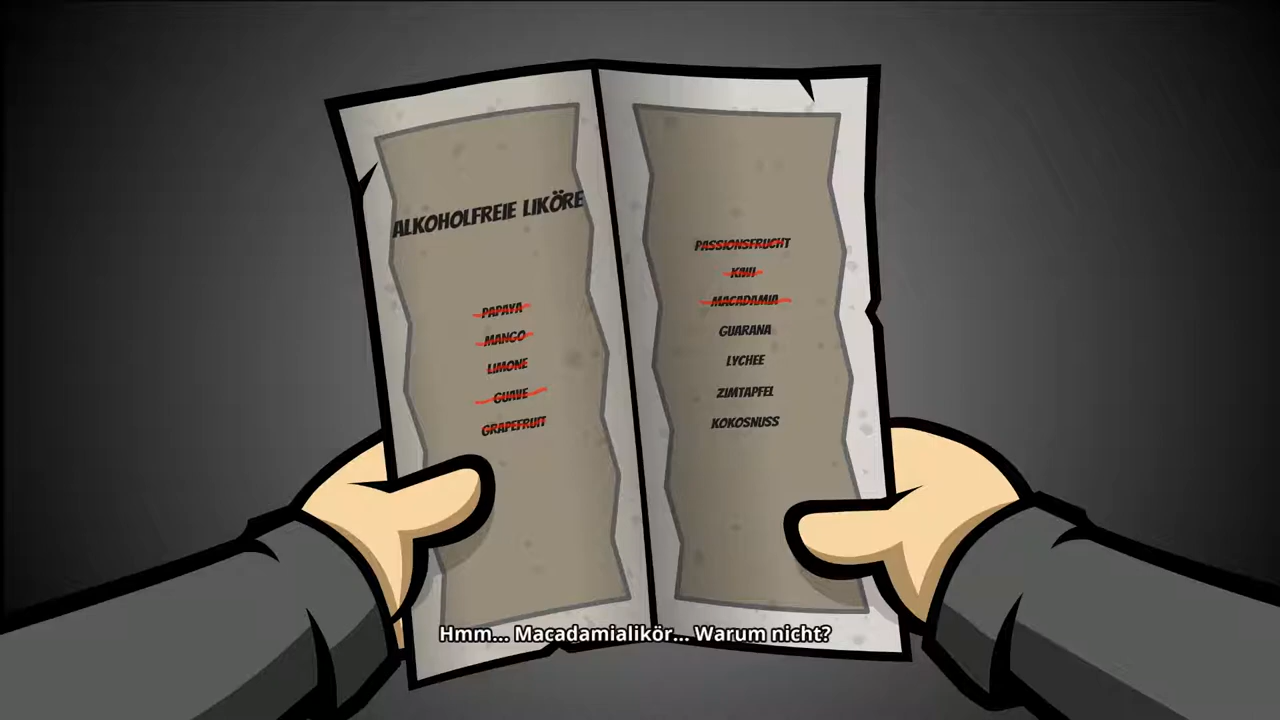 ALKOHOLFREIE LIKÖRE
PAPAYA
MANGO
LIMONE
GUAVE
GRAPEFRUIT
PASSIONSFRUCHT
KIWI
MACADAMIA
GUARANA
LYCHEE
ZIMTAPFEL
KOKOSNUSS
Hmm... Macadamialikör... Warum nicht?